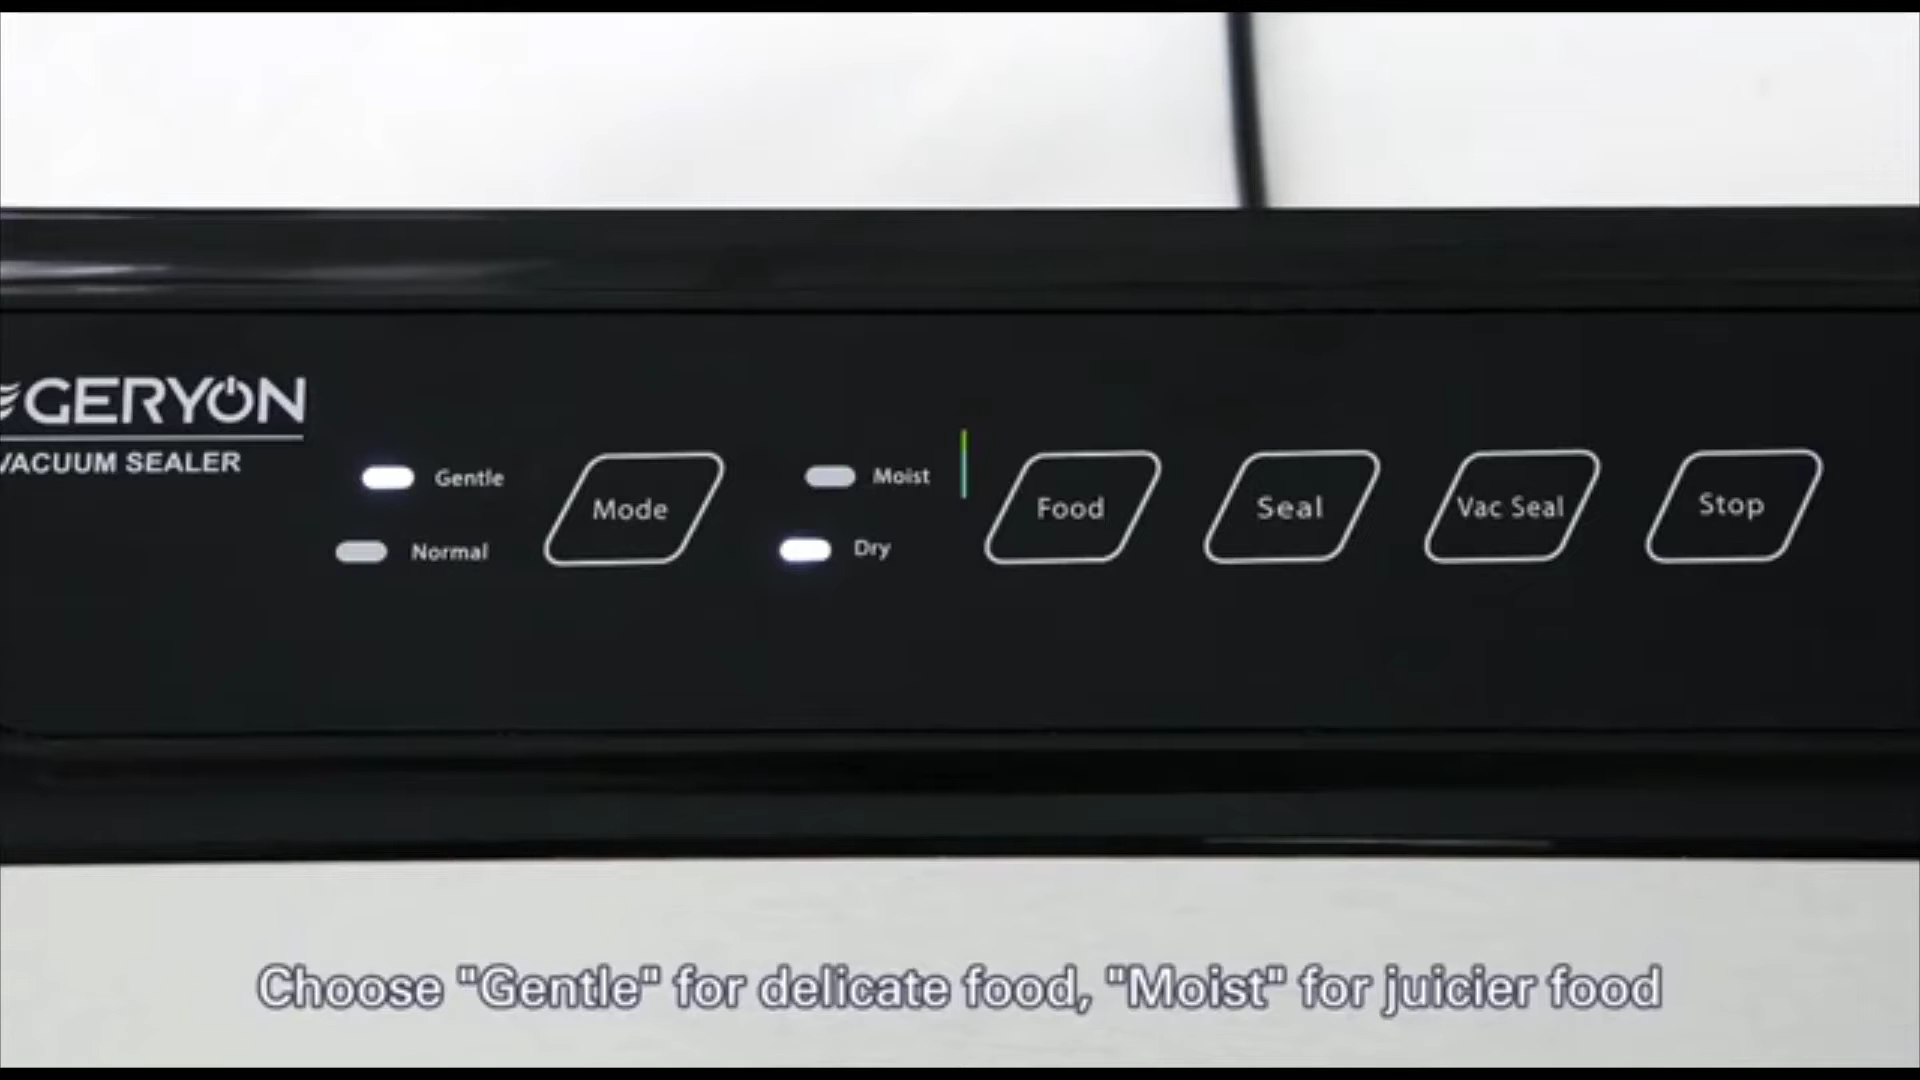 GERYON
VACUUM SEALER
Gentle
Normal
Mode
Moist
Dry
Food
Seal
Vac Seal
Stop
Choose "Gentle" for delicate food, "Moist" for juicier food